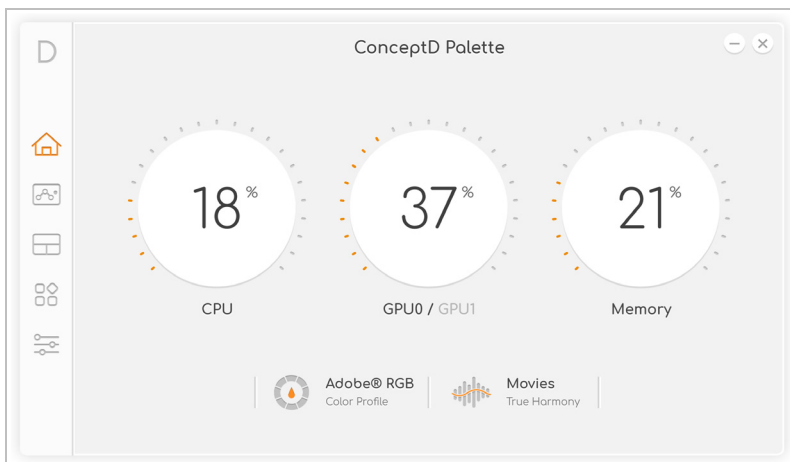 D
ConceptD Palette
18%
37%
21%
CPU
GPU0 / GPU1
Memory
Adobe® RGB
Color Profile
Movies
True Harmony